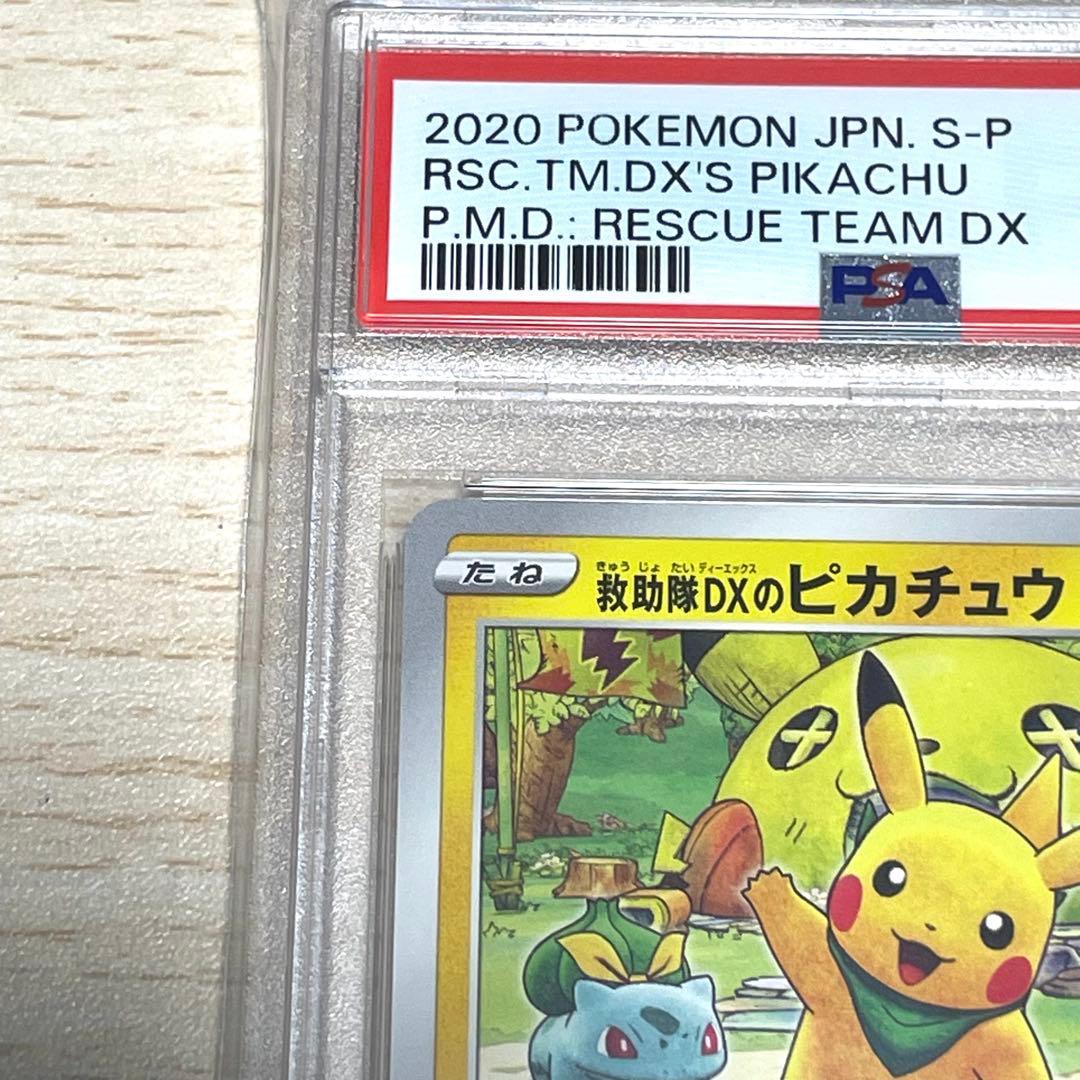 2020 POKEMON JPN. S-P
RSC.TM.DX'S PIKACHU
P.M.D.: RESCUE TEAM DX
PSA
たね
きゅう じょ たい ディーエックス
救助隊DXのピカチュウ